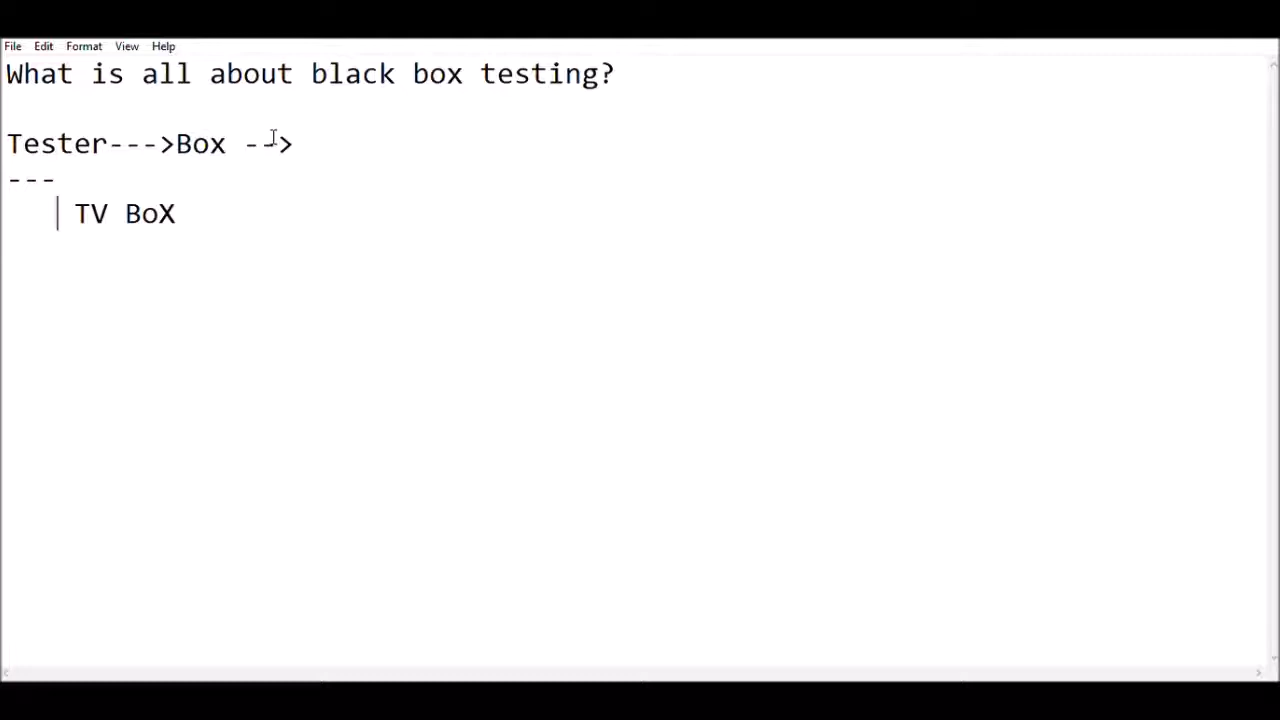 File Edit Format View Help
What is all about black box testing?
Tester--->Box -->
---
TV BoX